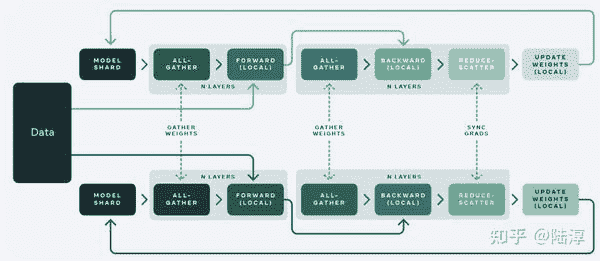 MODEL
SHARD
ALL-
GATHER
FORWARD
(LOCAL)
ALL-
GATHER
BACKWARD
(LOCAL)
REDUCE-
SCATTER
UPDATE
WEIGHTS
(LOCAL)
N LAYERS
N LAYERS
Data
GATHER
WEIGHTS
GATHER
WEIGHTS
SYNC
GRADS
N LAYERS
N LAYERS
MODEL
SHARD
ALL-
GATHER
FORWARD
(LOCAL)
ALL-
GATHER
BACKWARD
(LOCAL)
REDUCE-
SCATTER
UPDATE
WEIGHTS
(LOCAL)
知乎 @陆淳